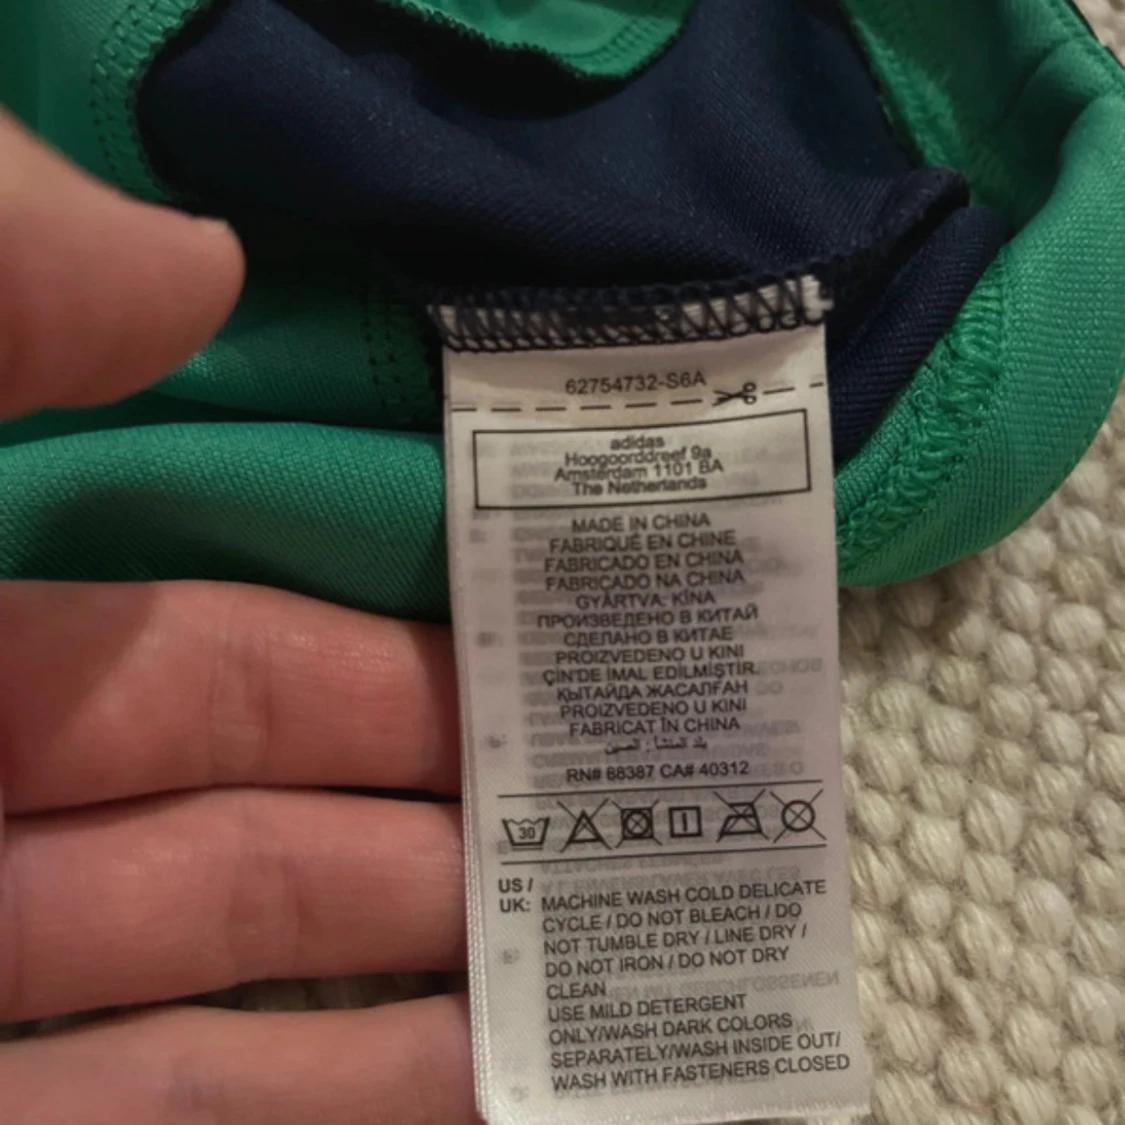 62754732-S6A
adidas
Hoogoorddreef 9a
Amsterdam 1101 BA
The Netherlands
MADE IN CHINA
FABRIQUÉ EN CHINE
FABRICADO EN CHINA
FABRICADO NA CHINA
GYÁRTVA: KÍNA
ПРОИЗВЕДЕНО В КИТАЙ
СДЕЛАНО В КИТАЕ
PROIZVEDENO U KINI
ÇİN'DE İMAL EDİLMİŞTİR.
ҚЫТАЙДА ЖАСАЛҒАН
PROIZVEDENO U KINI
FABRICAT ÎN CHINA
بلد المنشأ : الصين
RN# 88387 CA# 40312
30
US /
UK: MACHINE WASH COLD DELICATE
CYCLE / DO NOT BLEACH / DO
NOT TUMBLE DRY / LINE DRY /
DO NOT IRON / DO NOT DRY
CLEAN
USE MILD DETERGENT
ONLY/WASH DARK COLORS
SEPARATELY/WASH INSIDE OUT/
WASH WITH FASTENERS CLOSED